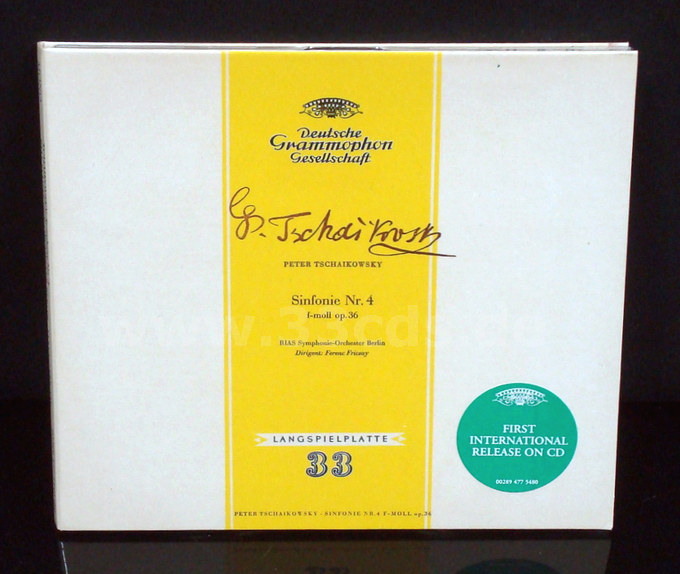 Deutsche
Grammophon
Gesellschaft
P. Tschaikowsky
PETER TSCHAIKOWSKY
Sinfonie Nr. 4
f-moll op. 36
RIAS Symphonie-Orchester Berlin
Dirigent: Ferenc Fricsay
LANGSPIELPLATTE
33
FIRST
INTERNATIONAL
RELEASE ON CD
00289 477 5480
PETER TSCHAIKOWSKY · SINFONIE NR. 4 F-MOLL op. 36